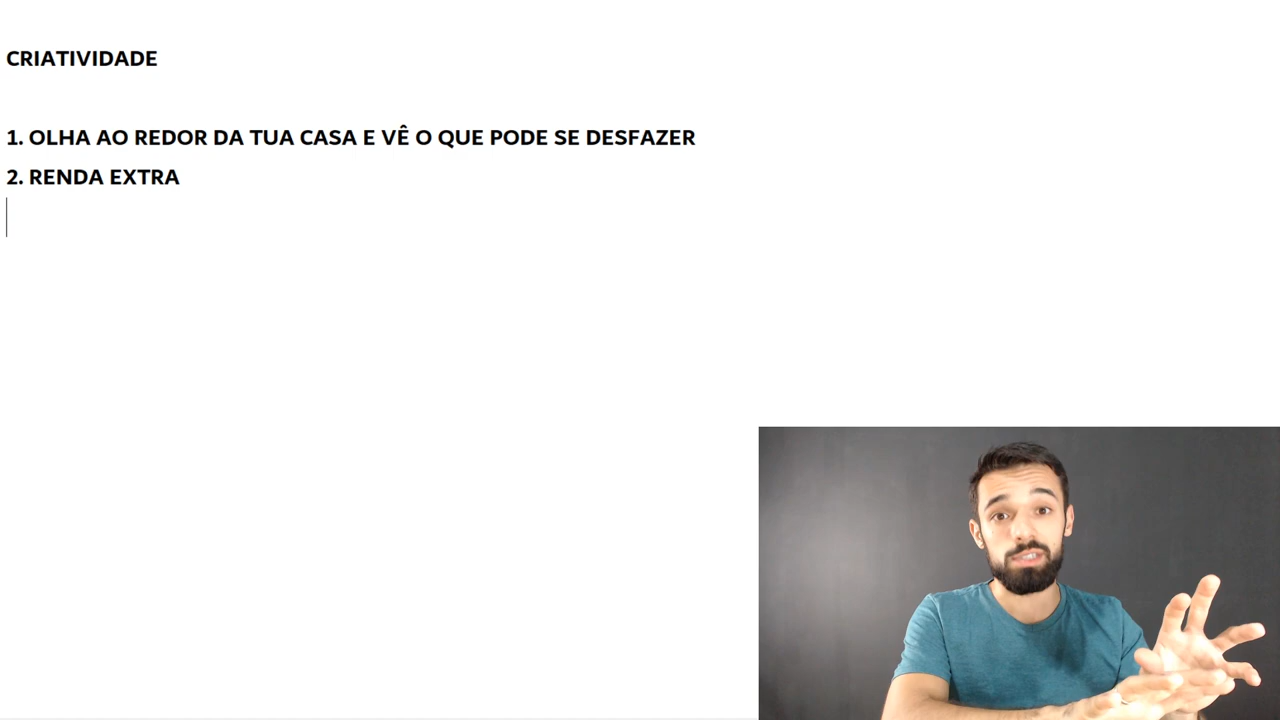 CRIATIVIDADE
1. OLHA AO REDOR DA TUA CASA E VÊ O QUE PODE SE DESFAZER
2. RENDA EXTRA